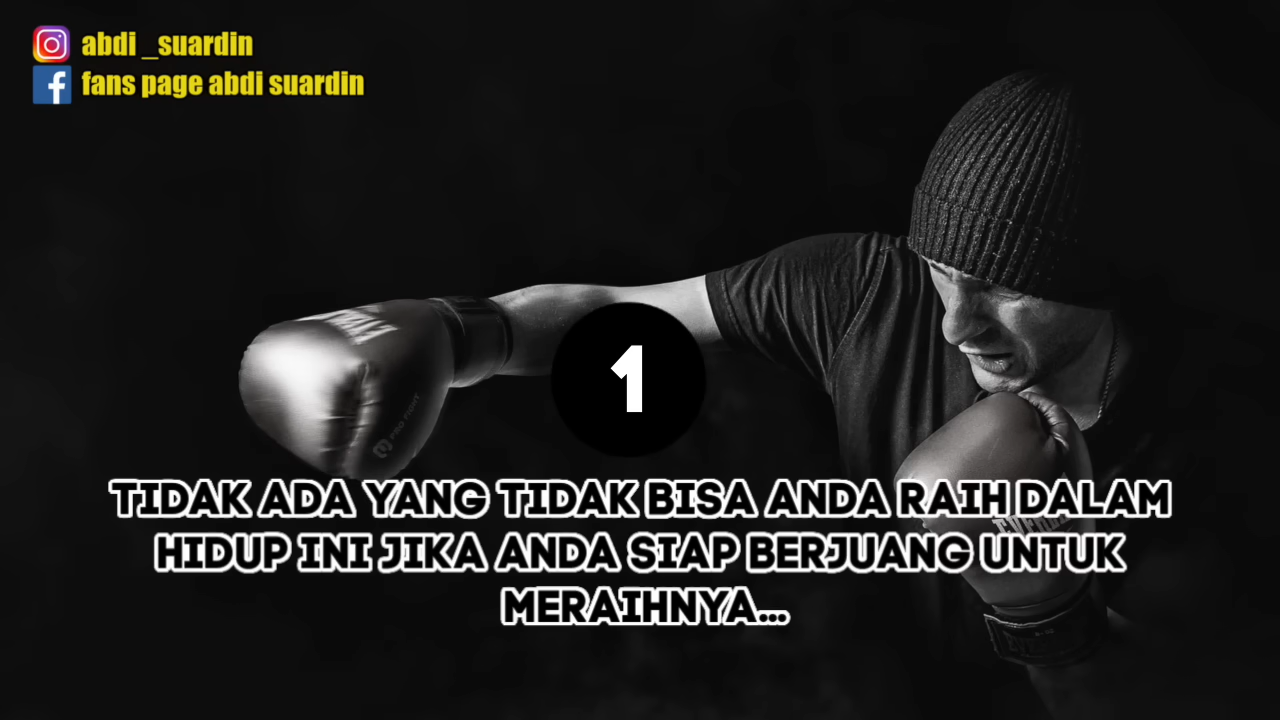 abdi _suardin
fans page abdi suardin
1
TIDAK ADA YANG TIDAK BISA ANDA RAIH DALAM
HIDUP INI JIKA ANDA SIAP BERJUANG UNTUK
MERAIHNYA...